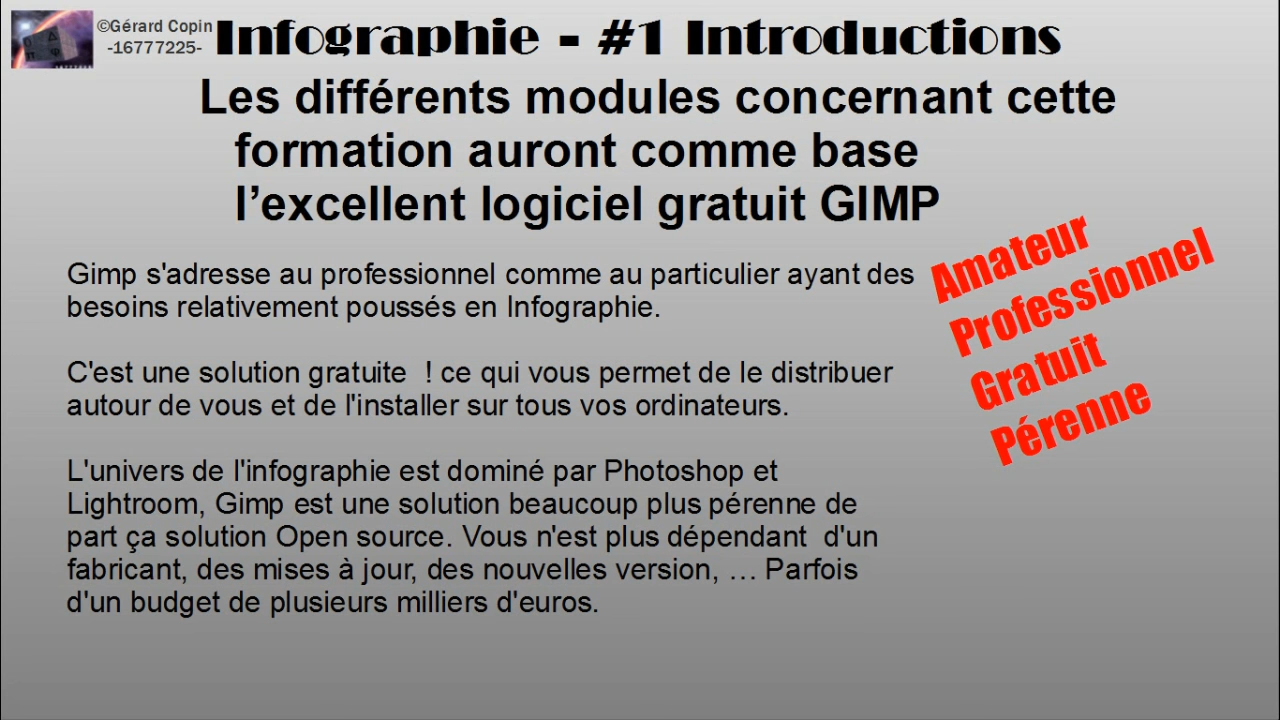 ©Gérard Copin
-16777225-
Infographie - #1 Introductions
Les différents modules concernant cette
formation auront comme base
l’excellent logiciel gratuit GIMP
Gimp s'adresse au professionnel comme au particulier ayant des
besoins relativement poussés en Infographie.
C'est une solution gratuite  ! ce qui vous permet de le distribuer
autour de vous et de l'installer sur tous vos ordinateurs.
L'univers de l'infographie est dominé par Photoshop et
Lightroom, Gimp est une solution beaucoup plus pérenne de
part ça solution Open source. Vous n'est plus dépendant  d'un
fabricant, des mises à jour, des nouvelles version, … Parfois
d'un budget de plusieurs milliers d'euros.
Amateur
Professionnel
Gratuit
Pérenne